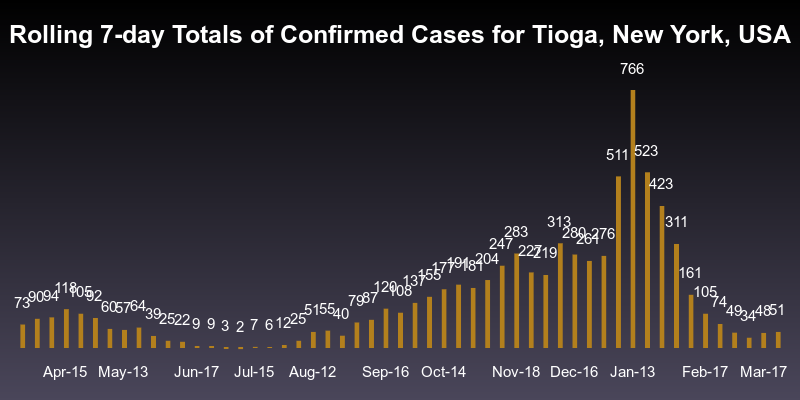 Rolling 7-day Totals of Confirmed Cases for Tioga, New York, USA
73 90 94 118 105 92 60 57 64 39 25 22 9 9 3 2 7 6 12 25 51 55 40 79 87 120 108 137 155 177 191 181 204 247 283 227 219 313 280 261 276 511 766 523 423 311 161 105 74 49 34 48 51
Apr-15 May-13 Jun-17 Jul-15 Aug-12 Sep-16 Oct-14 Nov-18 Dec-16 Jan-13 Feb-17 Mar-17